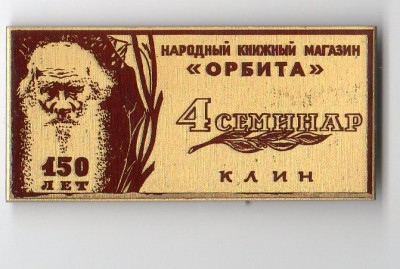 НАРОДНЫЙ КНИЖНЫЙ МАГАЗИН
«ОРБИТА»
4 СЕМИНАР
КЛИН
150
ЛЕТ